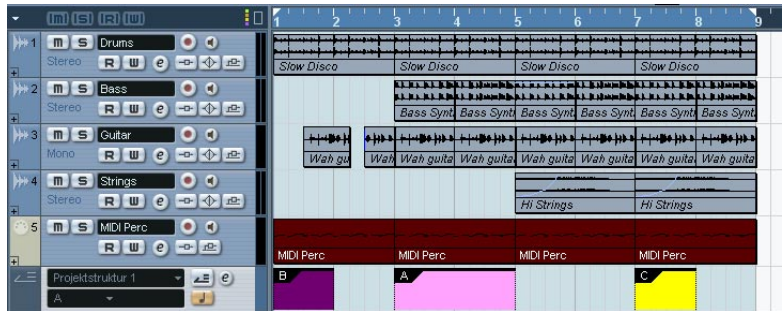 m S R W 1 2 3 4 5 6 7 8 9
1 m S Drums
Stereo R W e Slow Disco Slow Disco Slow Disco Slow Disco
2 m S Bass
Stereo R W e Bass Synt Bass Synt Bass Synt Bass Synt Bass Synt Bass Synt
3 m S Guitar
Mono R W e Wah gui Wah Wah guita Wah guita Wah guita Wah guita Wah guita Wah guita
4 m S Strings
Stereo R W e Hi Strings Hi Strings
5 m S MIDI Perc
R W e MIDI Perc MIDI Perc MIDI Perc MIDI Perc
Projektstruktur 1 e B A C
A